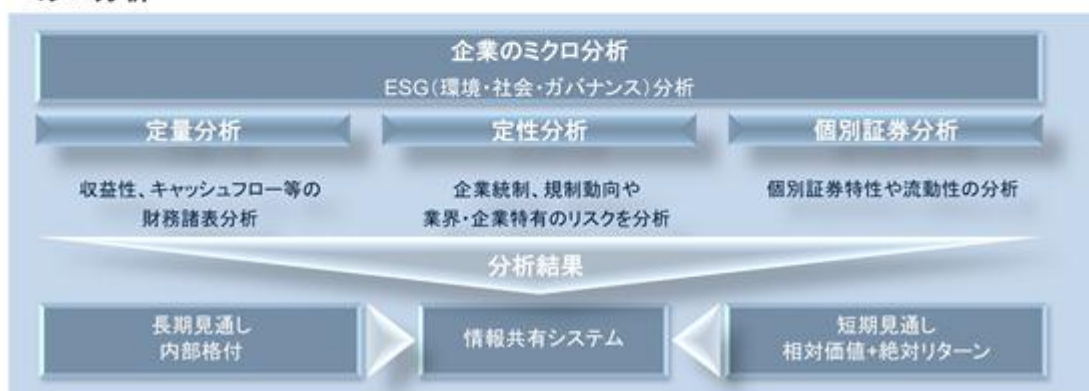 企業のミクロ分析
ESG(環境・社会・ガバナンス)分析
定量分析
定性分析
個別証券分析
収益性、キャッシュフロー等の
財務諸表分析
企業統制、規制動向や
業界・企業特有のリスクを分析
個別証券特性や流動性の分析
分析結果
長期見通し
内部格付
情報共有システム
短期見通し
相対価値+絶対リターン